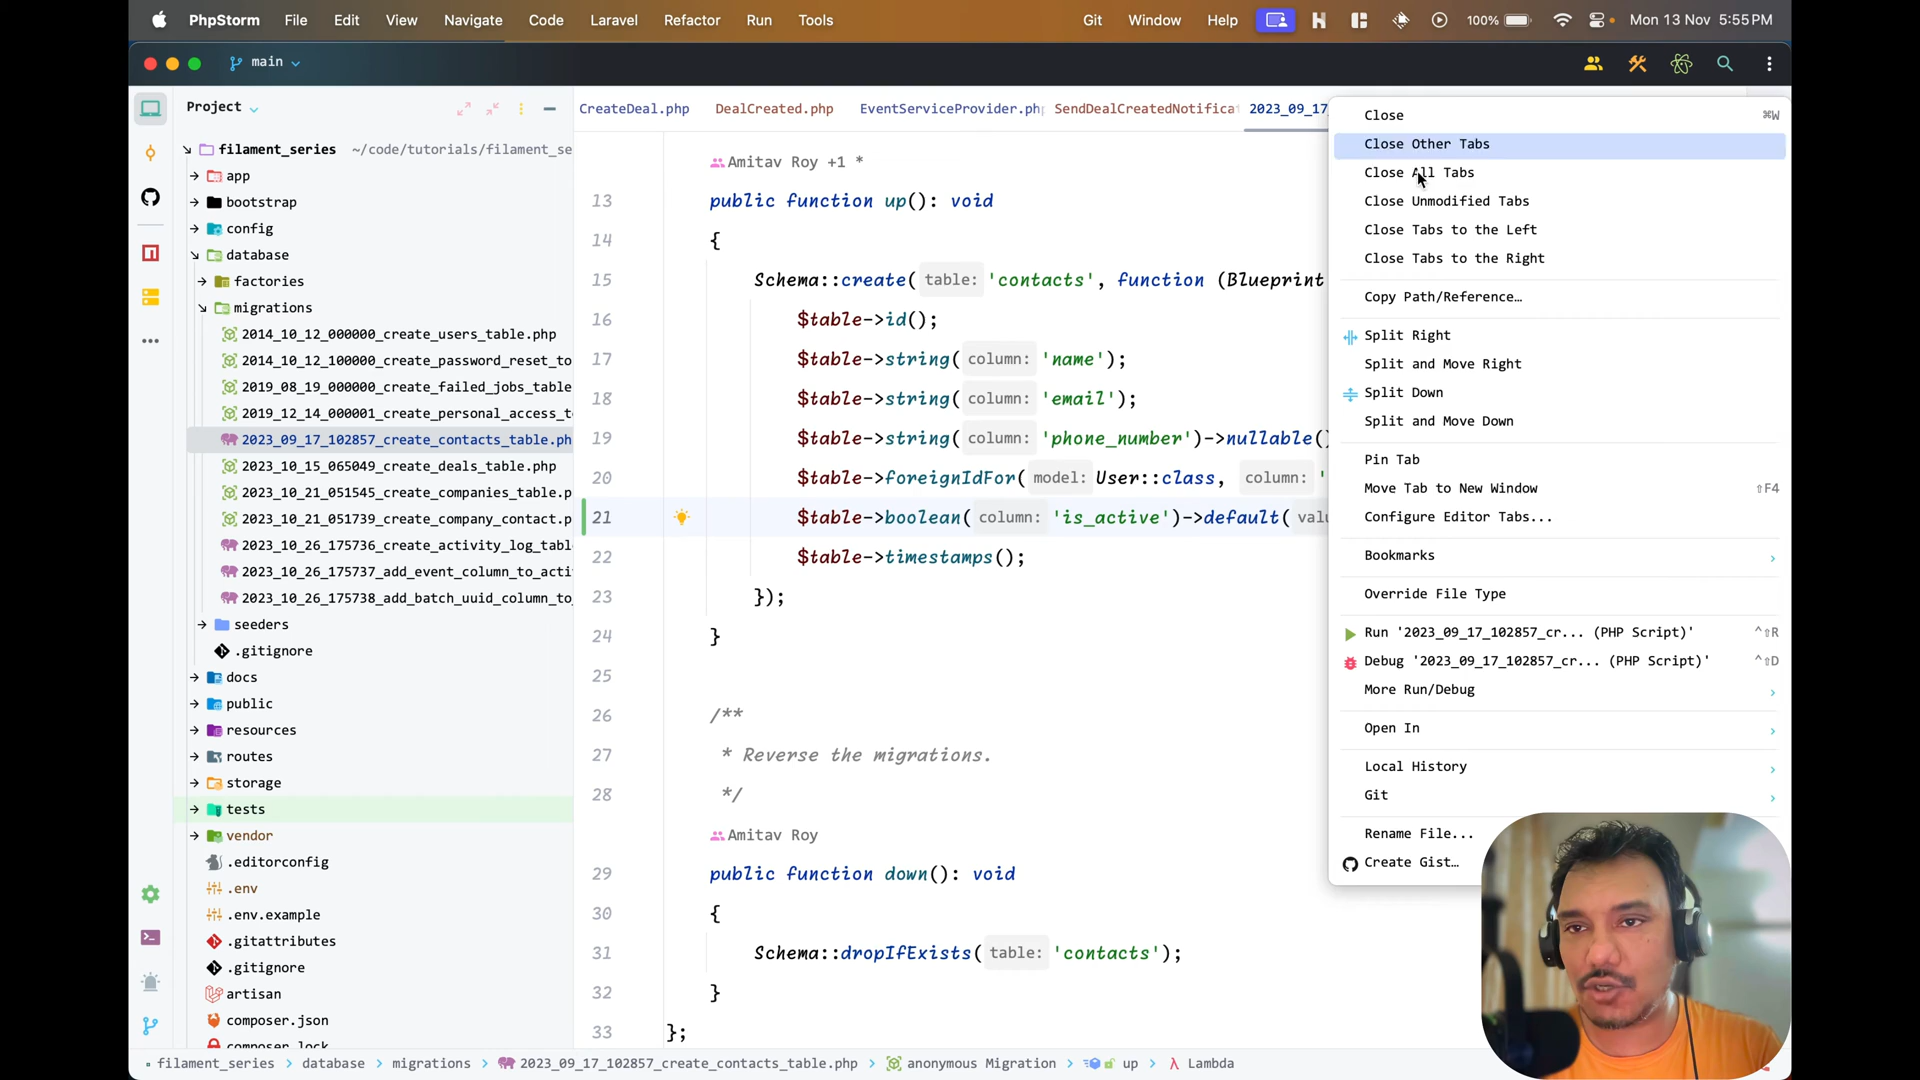 PhpStorm File Edit View Navigate Code Laravel Refactor Run Tools Git Window Help 100% Mon 13 Nov 5:55 PM
main
Project
CreateDeal.php DealCreated.php EventServiceProvider.ph SendDealCreatedNotifica 2023_09_17_
filament_series ~/code/tutorials/filament_se
app
bootstrap
config
database
factories
migrations
2014_10_12_000000_create_users_table.php
2014_10_12_100000_create_password_reset_to
2019_08_19_000000_create_failed_jobs_table
2019_12_14_000001_create_personal_access_t
2023_09_17_102857_create_contacts_table.ph
2023_10_15_065049_create_deals_table.php
2023_10_21_051545_create_companies_table.p
2023_10_21_051739_create_company_contact.p
2023_10_26_175736_create_activity_log_tabl
2023_10_26_175737_add_event_column_to_acti
2023_10_26_175738_add_batch_uuid_column_to
seeders
.gitignore
docs
public
resources
routes
storage
tests
vendor
.editorconfig
.env
.env.example
.gitattributes
.gitignore
artisan
composer.json
composer.lock
Amitav Roy +1 *
13 public function up(): void
14 {
15 Schema::create( table: 'contacts', function (Blueprint
16 $table->id();
17 $table->string( column: 'name');
18 $table->string( column: 'email');
19 $table->string( column: 'phone_number')->nullable()
20 $table->foreignIdFor( model: User::class, column: '
21 $table->boolean( column: 'is_active')->default( valu
22 $table->timestamps();
23 });
24 }
25
26 /**
27 * Reverse the migrations.
28 */
Amitav Roy
29 public function down(): void
30 {
31 Schema::dropIfExists( table: 'contacts');
32 }
33 };
Close ⌘W
Close Other Tabs
Close All Tabs
Close Unmodified Tabs
Close Tabs to the Left
Close Tabs to the Right
Copy Path/Reference…
Split Right
Split and Move Right
Split Down
Split and Move Down
Pin Tab
Move Tab to New Window ⇧F4
Configure Editor Tabs...
Bookmarks
Override File Type
Run '2023_09_17_102857_cr... (PHP Script)' ^⇧R
Debug '2023_09_17_102857_cr... (PHP Script)' ^⇧D
More Run/Debug
Open In
Local History
Git
Rename File...
Create Gist…
filament_series > database > migrations > 2023_09_17_102857_create_contacts_table.php > anonymous Migration > up > λ Lambda